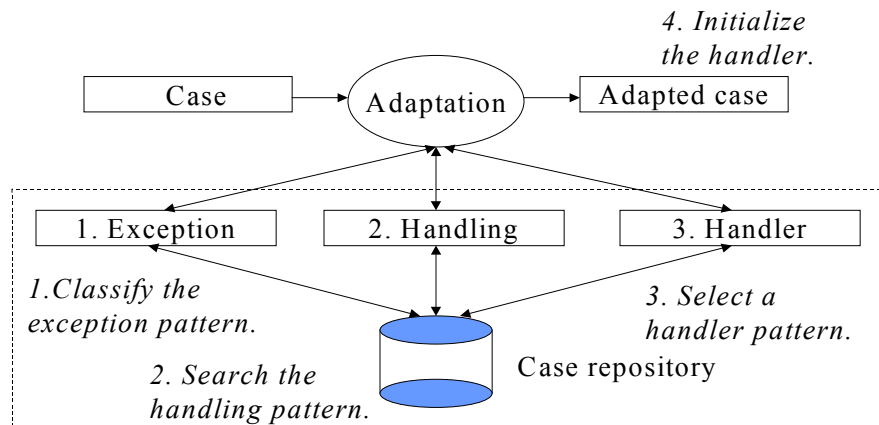 4. Initialize
the handler.
Case
Adaptation
Adapted case
1. Exception
2. Handling
3. Handler
1.Classify the
exception pattern.
3. Select a
handler pattern.
2. Search the
handling pattern.
Case repository